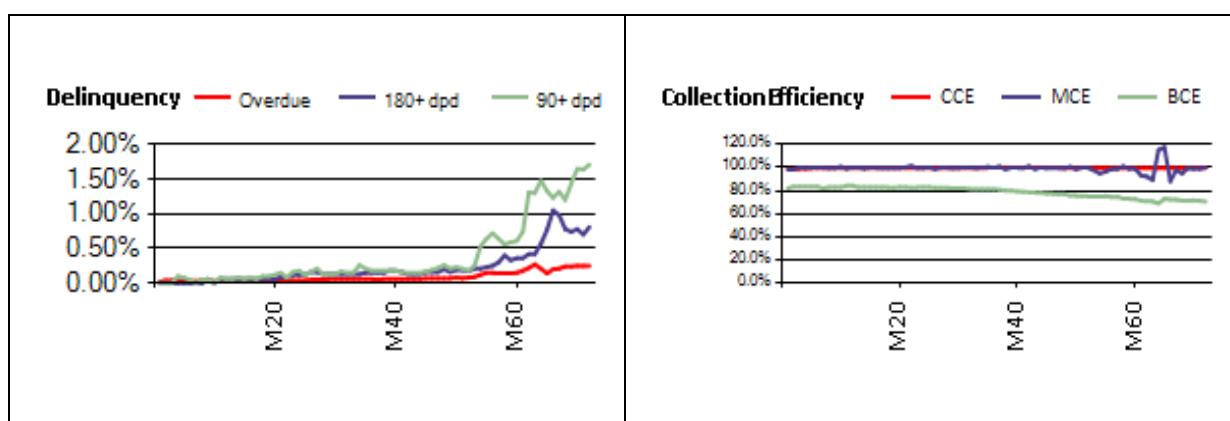 Delinquency Overdue 180+ dpd 90+ dpd
2.00%
1.50%
1.00%
0.50%
0.00%
M20
M40
M60
Collection Efficiency CCE MCE BCE
120.0%
100.0%
80.0%
60.0%
40.0%
20.0%
0.0%
M20
M40
M60